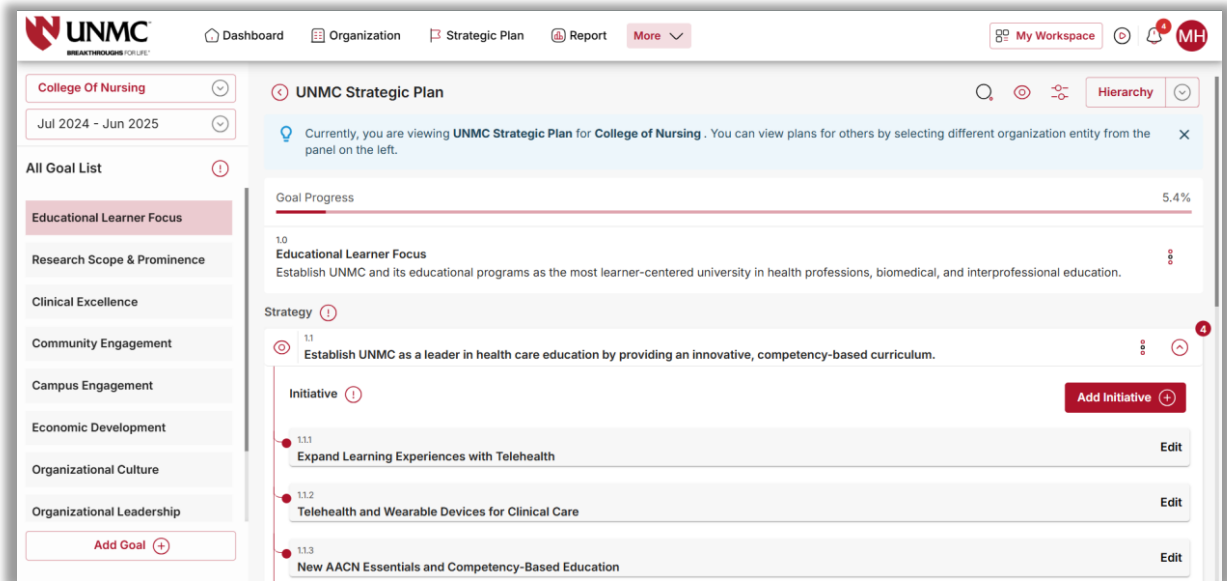 UNMC
BREAKTHROUGHS FOR LIFE™
Dashboard
Organization
Strategic Plan
Report
More
My Workspace
4
MH
College Of Nursing
Jul 2024 - Jun 2025
All Goal List
Educational Learner Focus
Research Scope & Prominence
Clinical Excellence
Community Engagement
Campus Engagement
Economic Development
Organizational Culture
Organizational Leadership
Add Goal
UNMC Strategic Plan
Hierarchy
Currently, you are viewing UNMC Strategic Plan for College of Nursing . You can view plans for others by selecting different organization entity from the
panel on the left.
Goal Progress
5.4%
1.0
Educational Learner Focus
Establish UNMC and its educational programs as the most learner-centered university in health professions, biomedical, and interprofessional education.
Strategy
4
1.1
Establish UNMC as a leader in health care education by providing an innovative, competency-based curriculum.
Initiative
Add Initiative
1.1.1
Expand Learning Experiences with Telehealth
Edit
1.1.2
Telehealth and Wearable Devices for Clinical Care
Edit
1.1.3
New AACN Essentials and Competency-Based Education
Edit